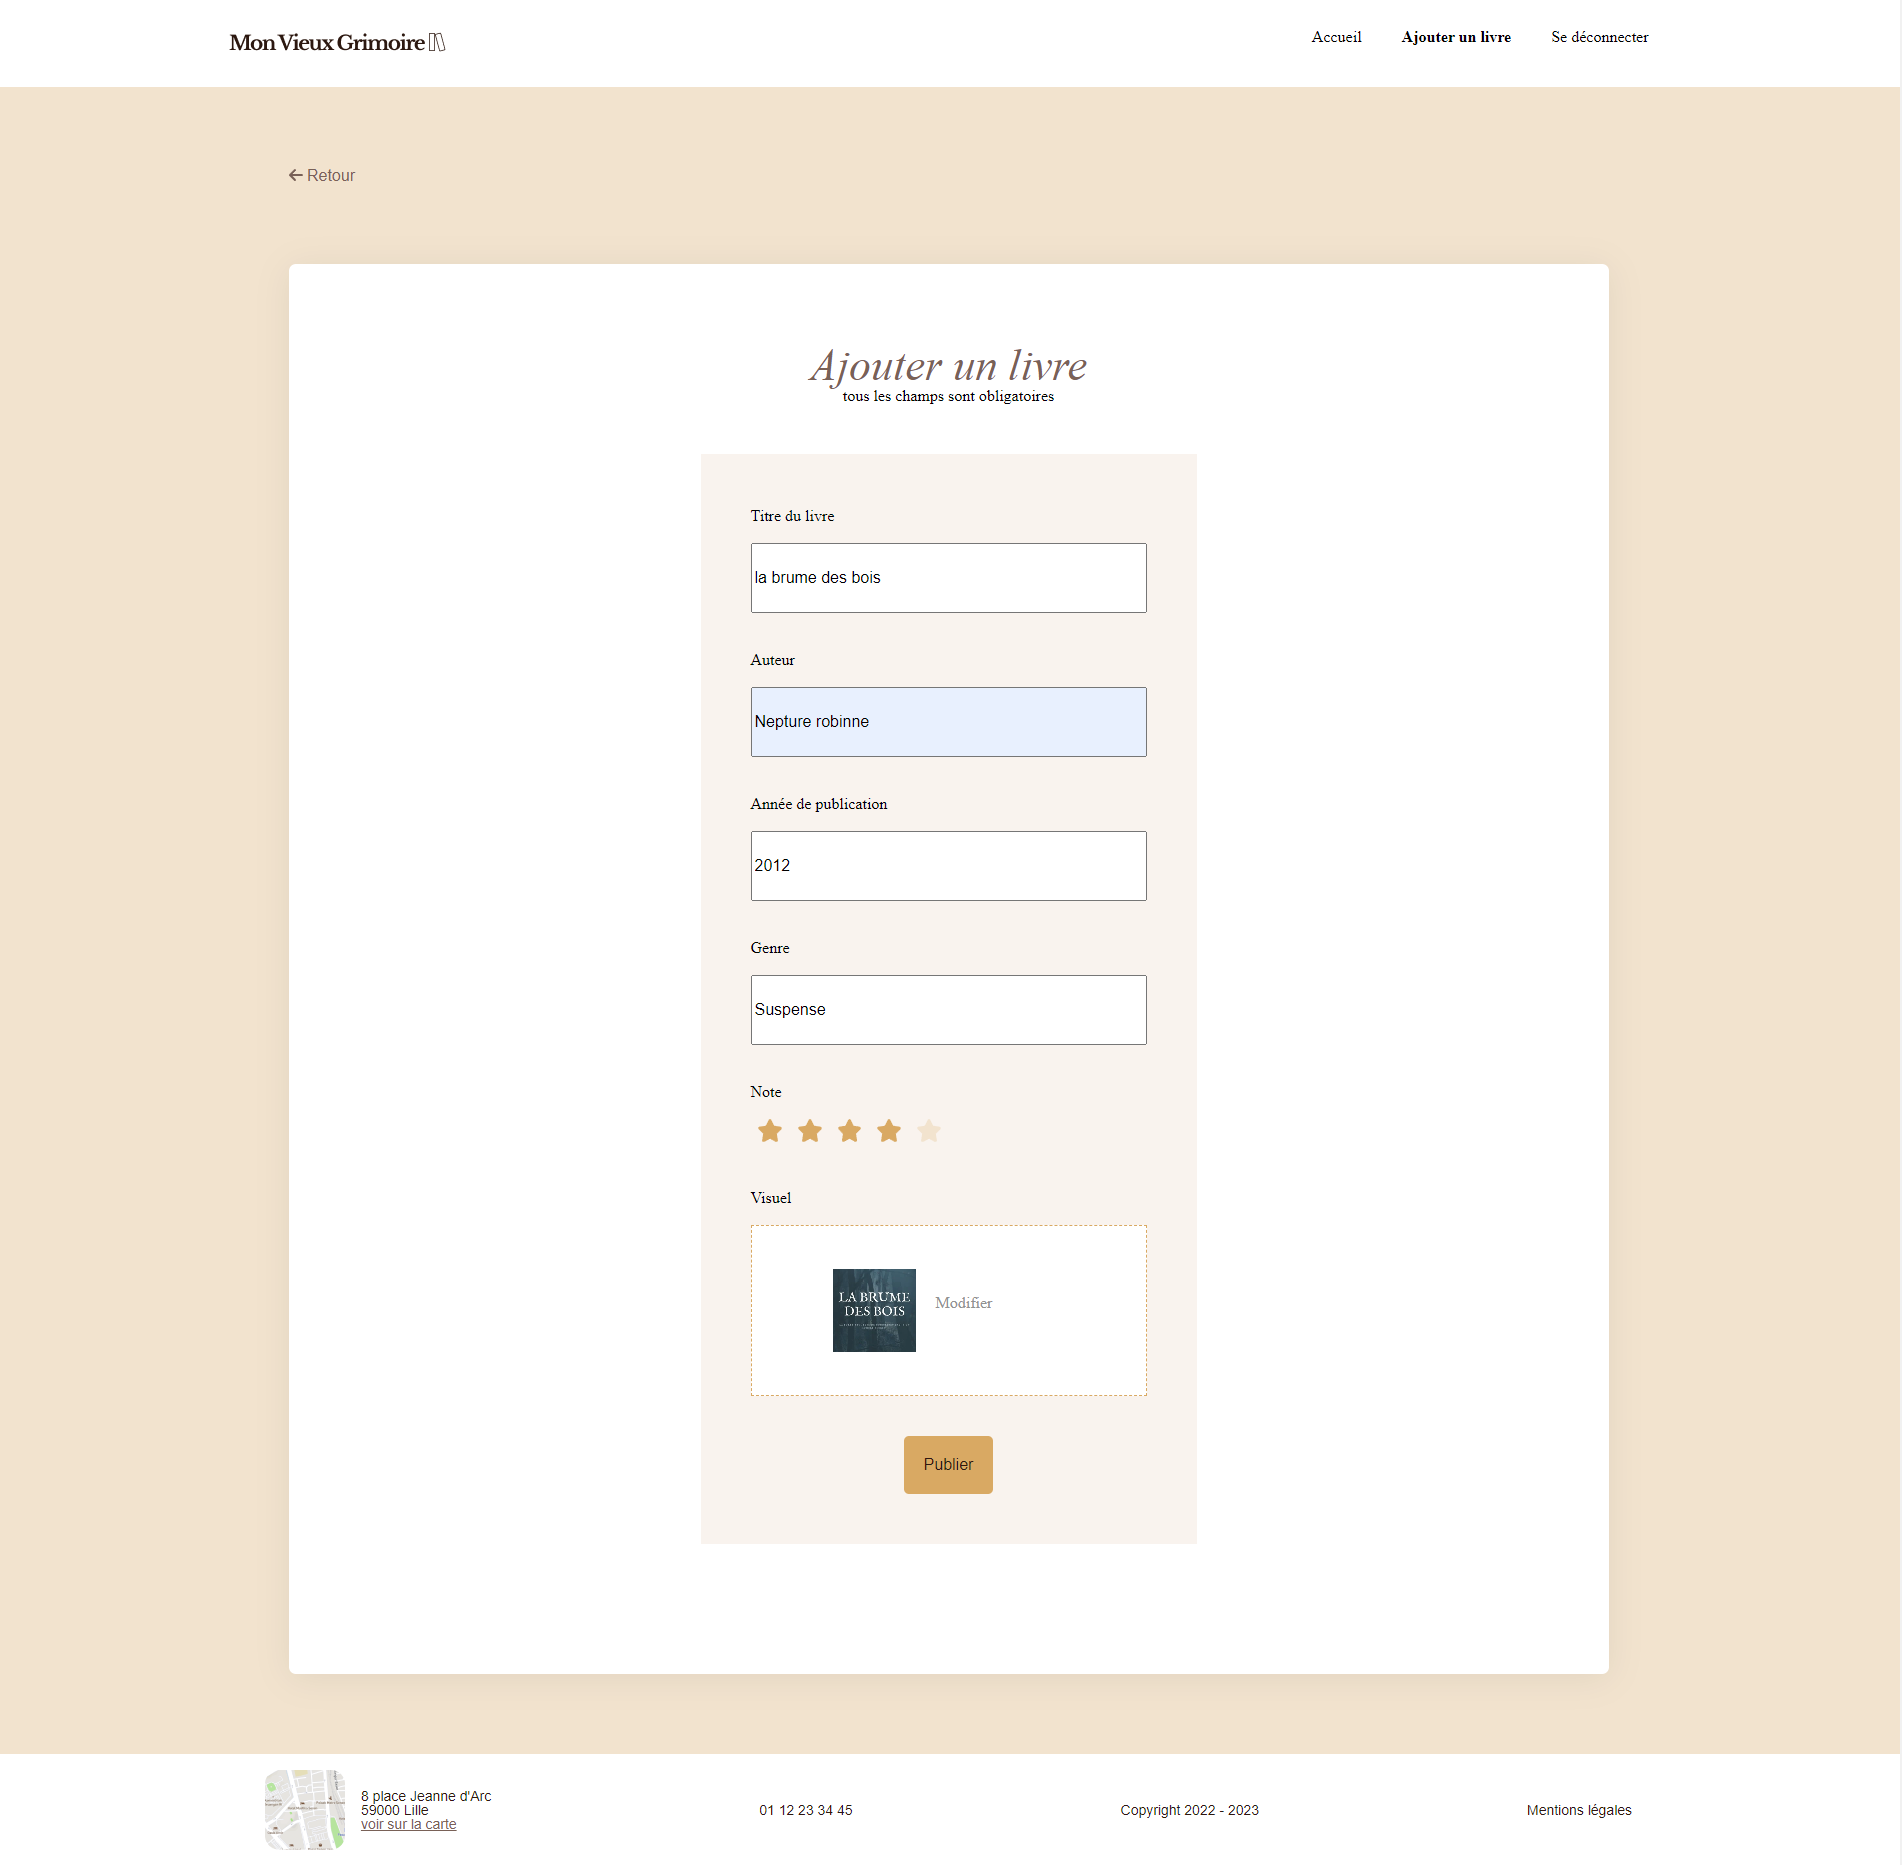 Mon Vieux Grimoire
Accueil
Ajouter un livre
Se déconnecter
Retour
Ajouter un livre
tous les champs sont obligatoires
Titre du livre
la brume des bois
Auteur
Nepture robinne
Année de publication
2012
Genre
Suspense
Note
Visuel
LA BRUME
DES BOIS
Modifier
Publier
8 place Jeanne d'Arc
59000 Lille
voir sur la carte
01 12 23 34 45
Copyright 2022 - 2023
Mentions légales